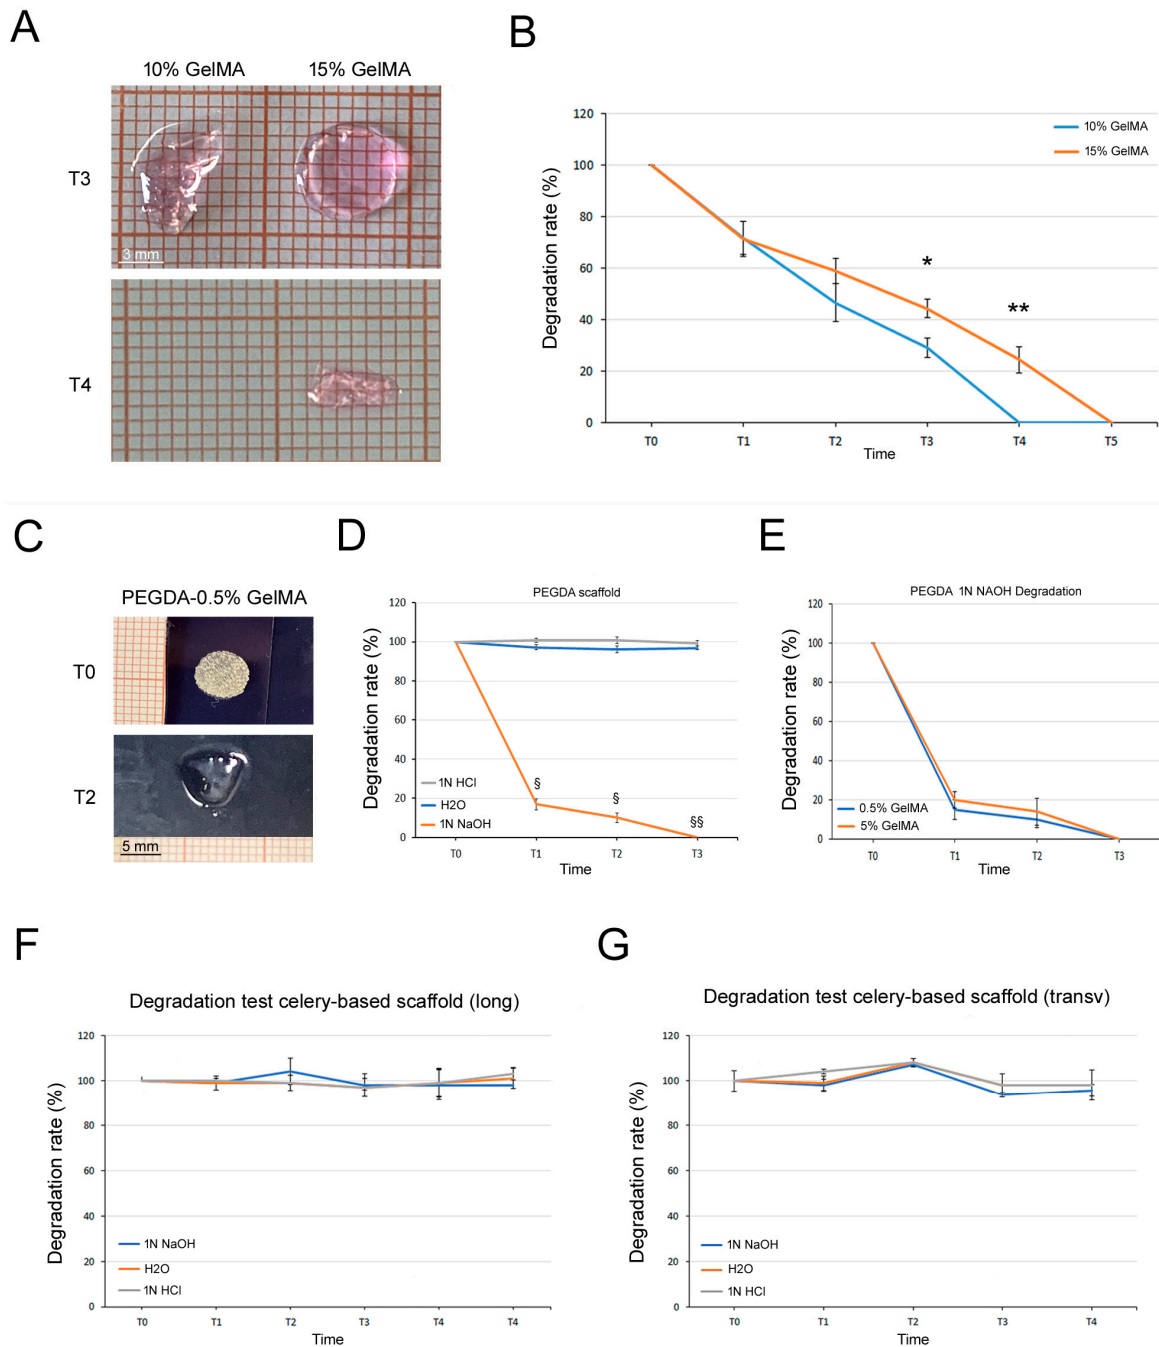 A
10% GelMA 15% GelMA
T3
3 mm
T4
B
120
100
80
60
40
20
0
Degradation rate (%)
10% GelMA
15% GelMA
*
**
T0 T1 T2 T3 T4 T5
Time
C
PEGDA-0.5% GelMA
T0
T2
5 mm
D
PEGDA scaffold
120
100
80
60
40
20
0
Degradation rate (%)
1N HCl
H2O
1N NaOH
§
§
§§
T0 T1 T2 T3
Time
E
PEGDA 1N NAOH Degradation
120
100
80
60
40
20
0
Degradation rate (%)
0.5% GelMA
5% GelMA
T0 T1 T2 T3
Time
F
Degradation test celery-based scaffold (long)
120
100
80
60
40
20
0
Degradation rate (%)
1N NaOH
H2O
1N HCl
T0 T1 T2 T3 T4 T4
Time
G
Degradation test celery-based scaffold (transv)
120
100
80
60
40
20
0
Degradation rate (%)
1N NaOH
H2O
1N HCl
T0 T1 T2 T3 T4
Time